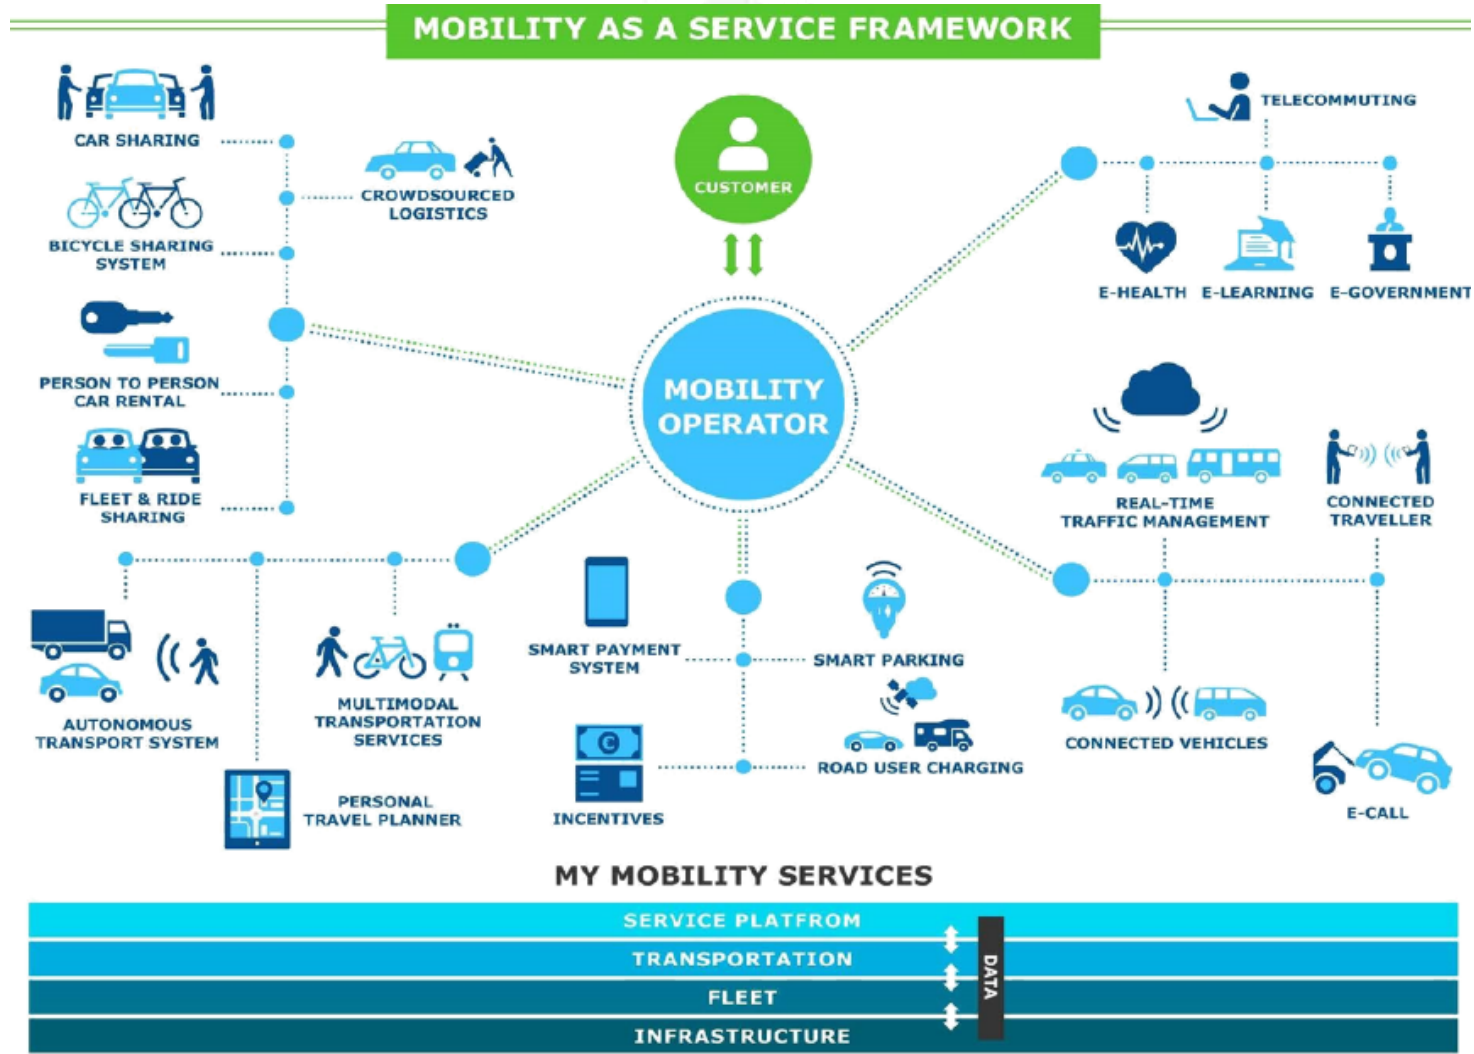 MOBILITY AS A SERVICE FRAMEWORK
CAR SHARING
CROWDSOURCED
LOGISTICS
BICYCLE SHARING
SYSTEM
PERSON TO PERSON
CAR RENTAL
FLEET & RIDE
SHARING
CUSTOMER
MOBILITY
OPERATOR
TELECOMMUTING
E-HEALTH
E-LEARNING
E-GOVERNMENT
REAL-TIME
TRAFFIC MANAGEMENT
CONNECTED
TRAVELLER
AUTONOMOUS
TRANSPORT SYSTEM
MULTIMODAL
TRANSPORTATION
SERVICES
PERSONAL
TRAVEL PLANNER
SMART PAYMENT
SYSTEM
SMART PARKING
INCENTIVES
ROAD USER CHARGING
CONNECTED VEHICLES
E-CALL
MY MOBILITY SERVICES
SERVICE PLATFROM
TRANSPORTATION
FLEET
INFRASTRUCTURE
DATA